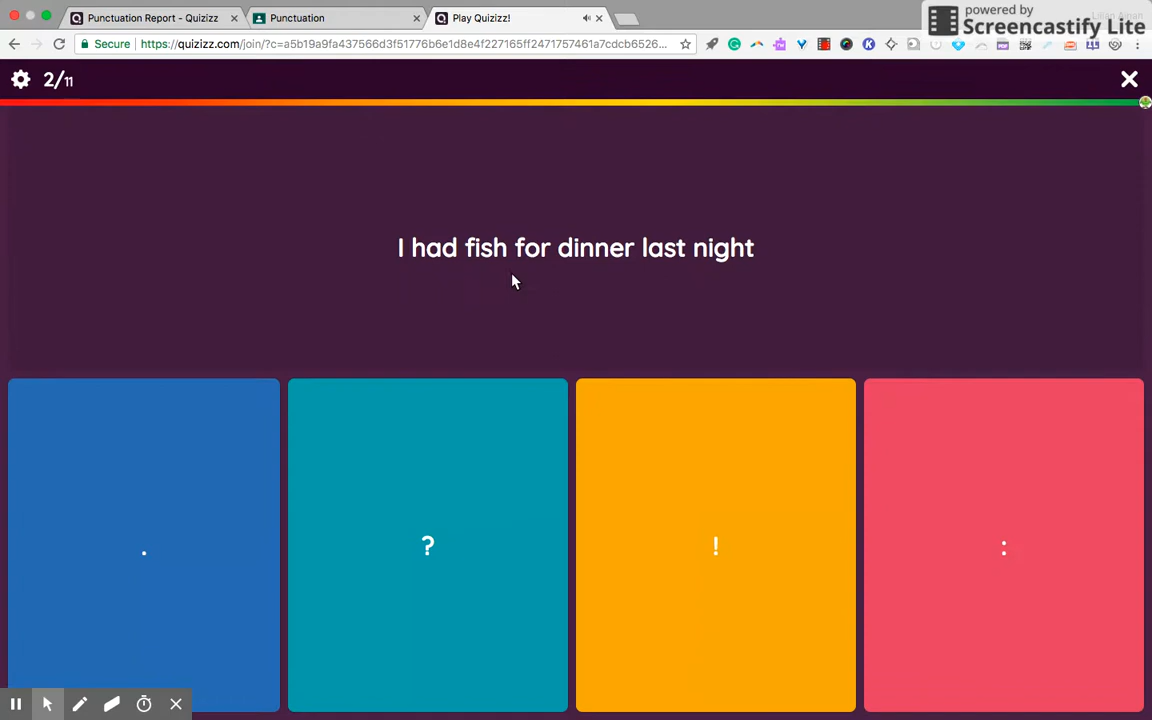 Punctuation Report - Quizizz
Punctuation
Play Quizizz!
powered by
Screencastify Lite
Secure
https://quizizz.com/join/?c=a5b19a9fa437566d3f51776b6e1d8e4f227165ff2471757461a7cdcb6526...
2/11
I had fish for dinner last night
.
?
!
: